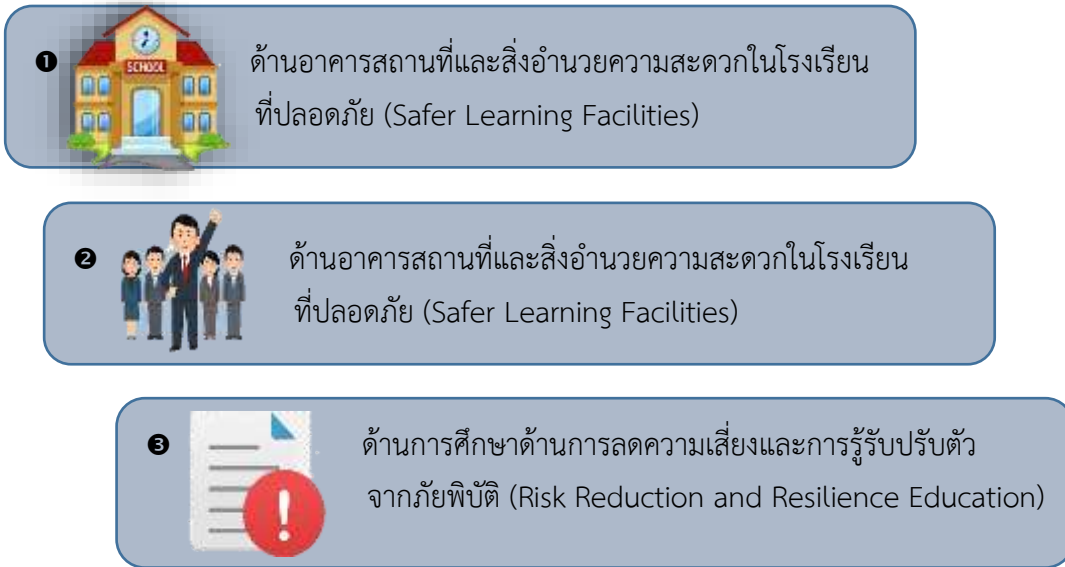 ❶ ด้านอาคารสถานที่และสิ่งอำนวยความสะดวกในโรงเรียน
SCHOOL
ที่ปลอดภัย (Safer Learning Facilities)
❷ ด้านอาคารสถานที่และสิ่งอำนวยความสะดวกในโรงเรียน
ที่ปลอดภัย (Safer Learning Facilities)
❸ ด้านการศึกษาด้านการลดความเสี่ยงและการรู้รับปรับตัว
จากภัยพิบัติ (Risk Reduction and Resilience Education)